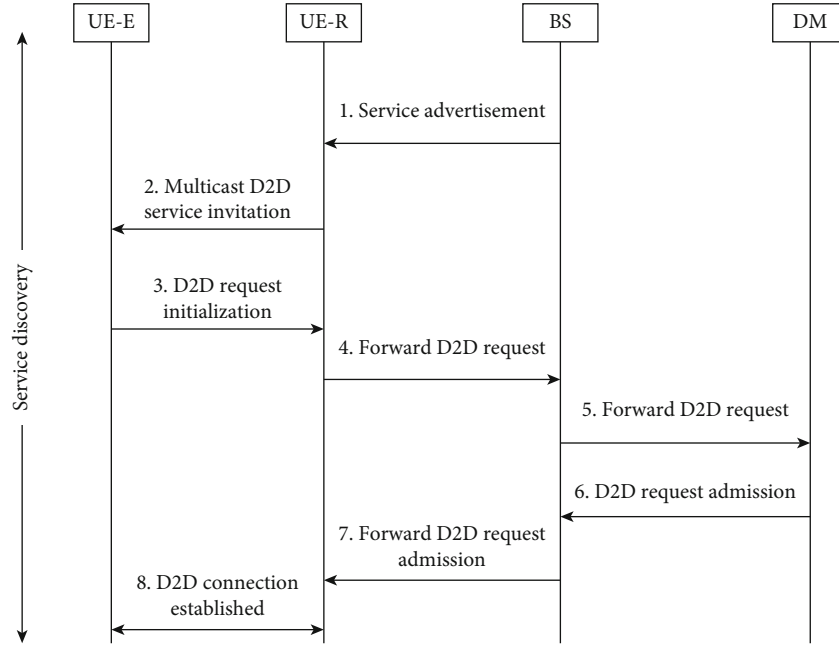 UE-E
UE-R
BS
DM
1. Service advertisement
2. Multicast D2D
service invitation
3. D2D request
initialization
4. Forward D2D request
5. Forward D2D request
6. D2D request admission
7. Forward D2D request
admission
8. D2D connection
established
Service discovery